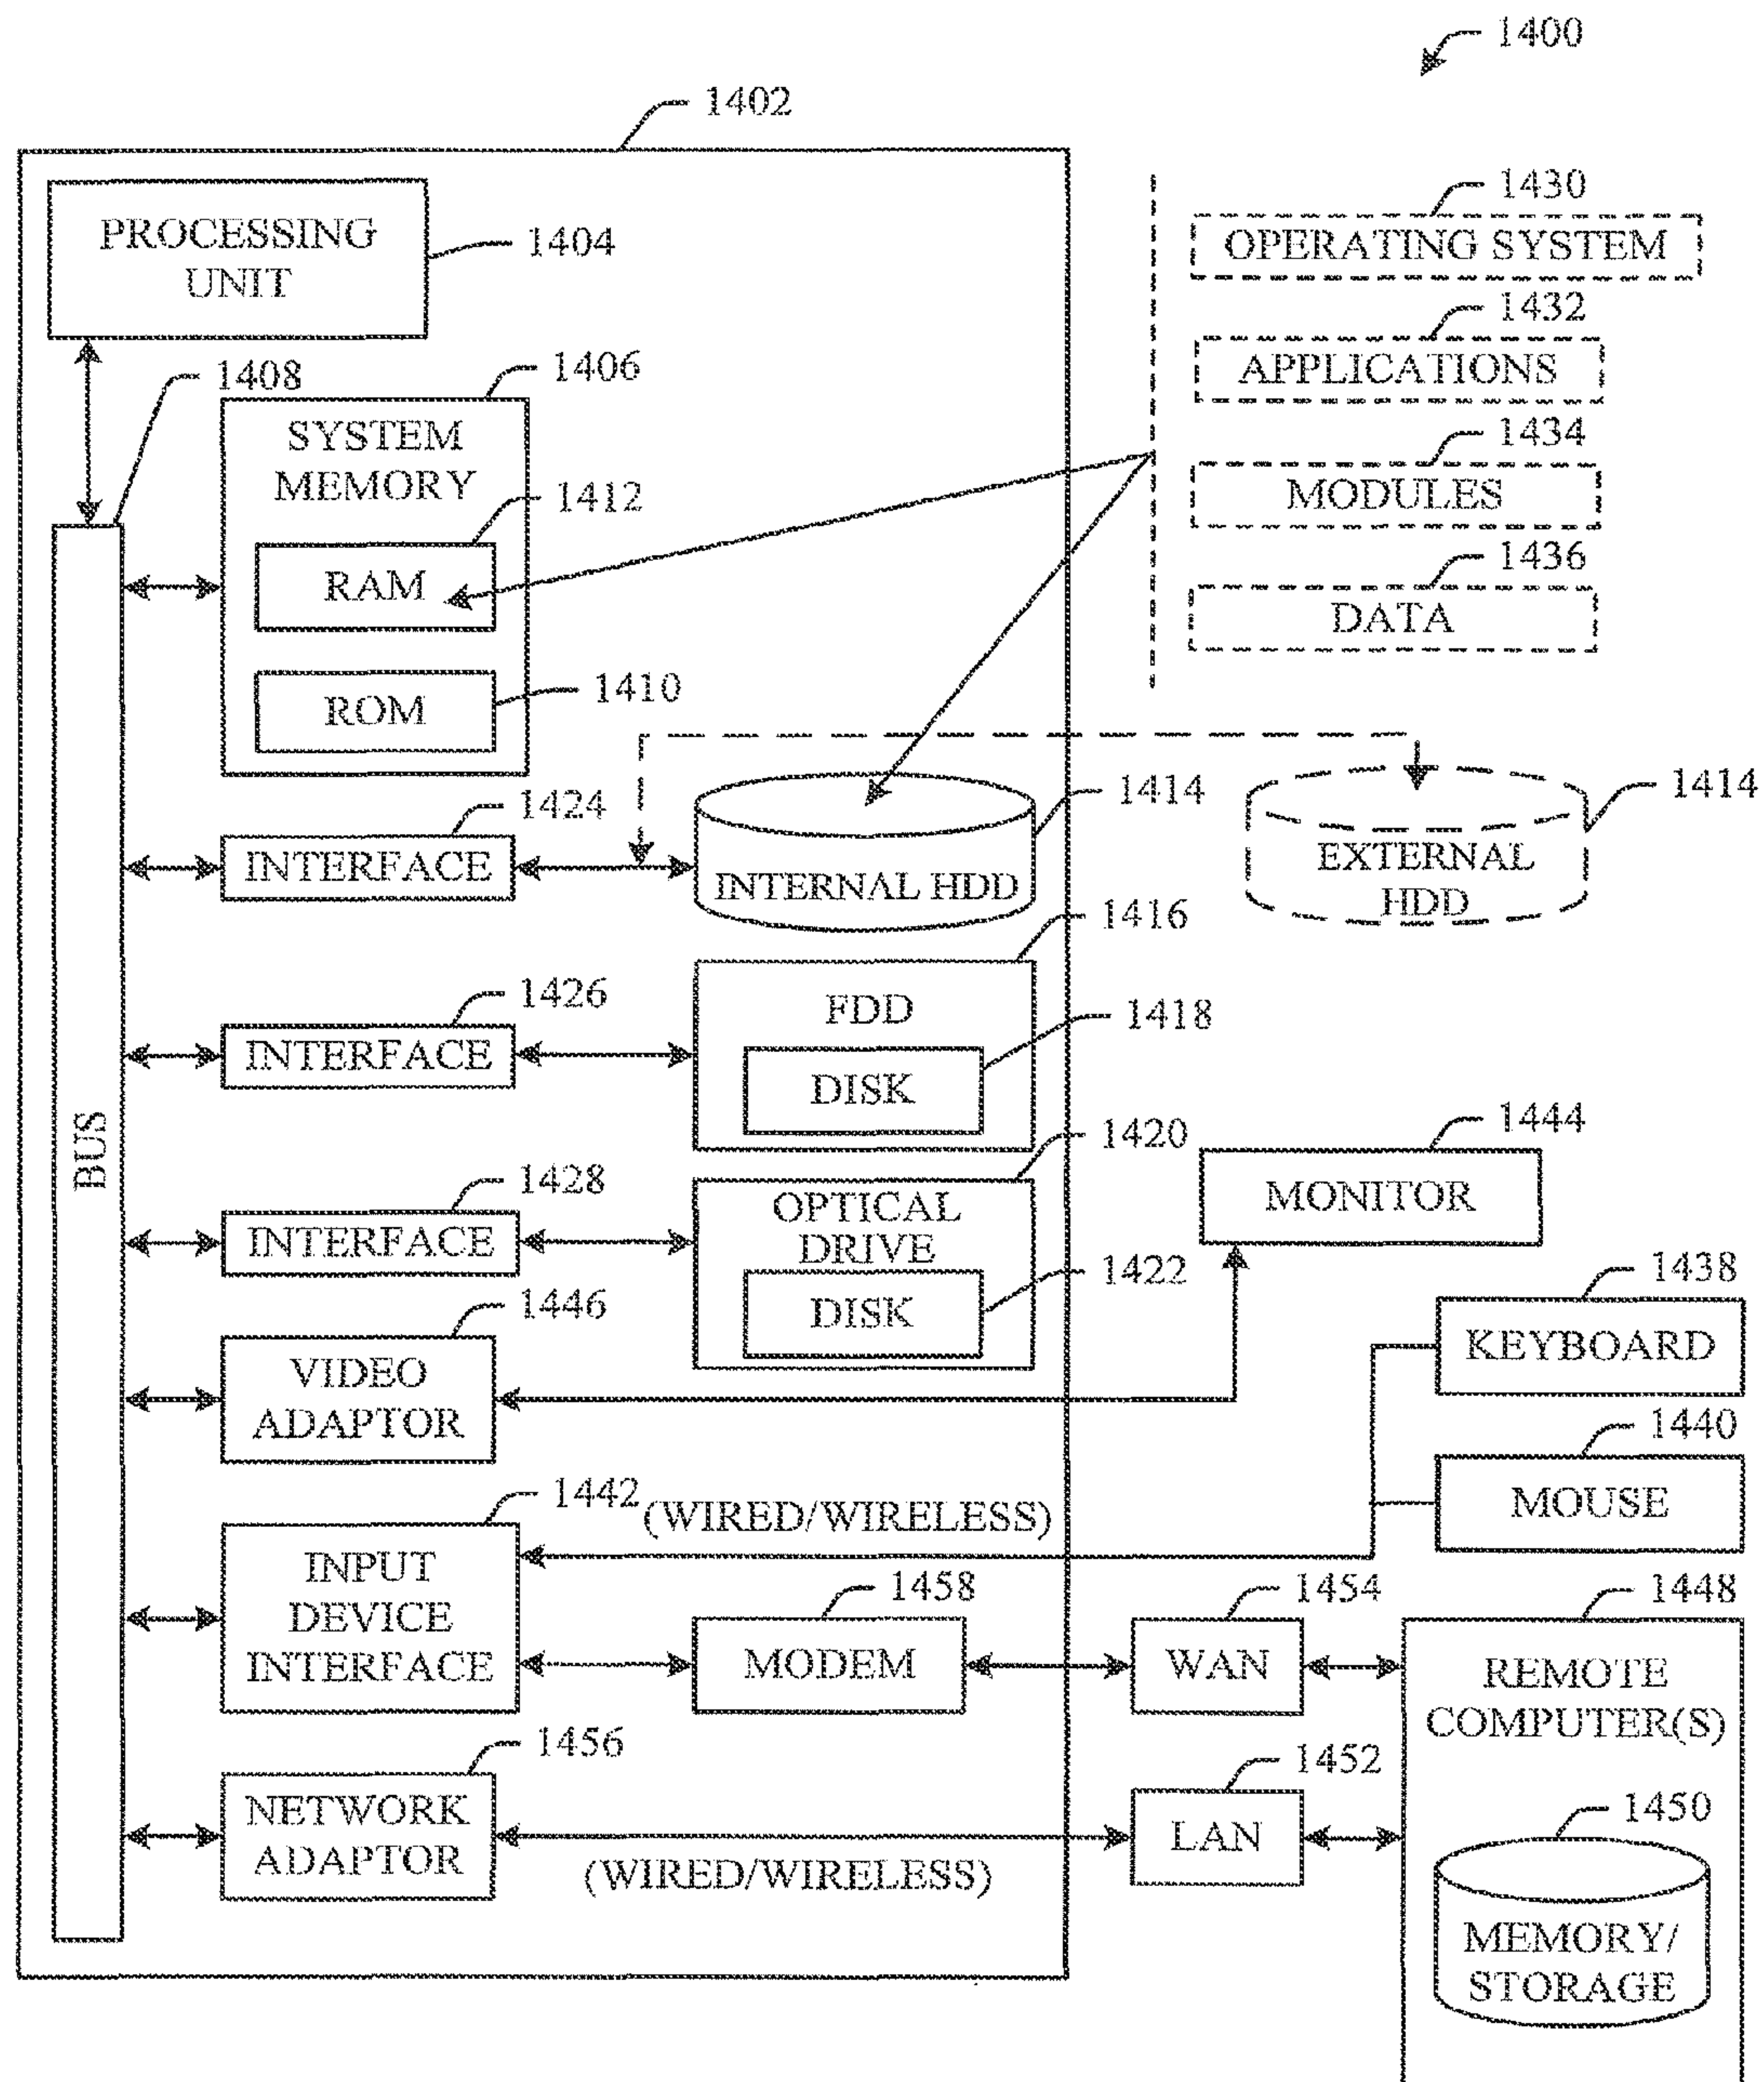 1400
1402
PROCESSING
UNIT
1404
1430
OPERATING SYSTEM
1432
APPLICATIONS
1434
MODULES
1436
DATA
1408
1406
SYSTEM
MEMORY
1412
RAM
ROM
1410
1424
INTERFACE
INTERNAL HDD
1414
EXTERNAL
HDD
1414
1416
FDD
1418
DISK
1426
INTERFACE
BUS
1420
OPTICAL
DRIVE
1422
DISK
1428
INTERFACE
1444
MONITOR
1446
VIDEO
ADAPTOR
1438
KEYBOARD
1440
MOUSE
1442
(WIRED/WIRELESS)
INPUT
DEVICE
INTERFACE
1458
MODEM
1454
WAN
1448
REMOTE
COMPUTER(S)
1456
NETWORK
ADAPTOR
(WIRED/WIRELESS)
1452
LAN
1450
MEMORY/
STORAGE